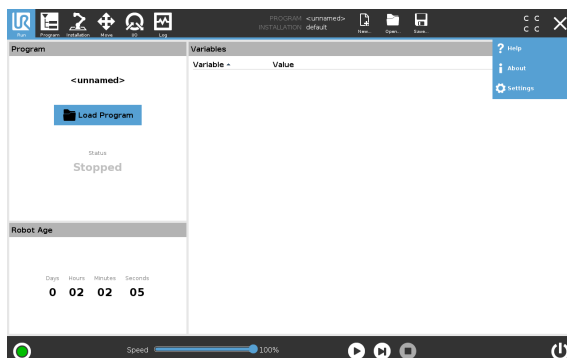 UR
Run
Program
Installation
Move
I/O
Log
PROGRAM <unnamed>
INSTALLATION default
New...
Open...
Save...
C C
C C
Program
<unnamed>
Load Program
Status
Stopped
Variables
Variable
Value
? Help
About
Settings
Robot Age
Days Hours Minutes Seconds
0 02 02 05
Speed 100%